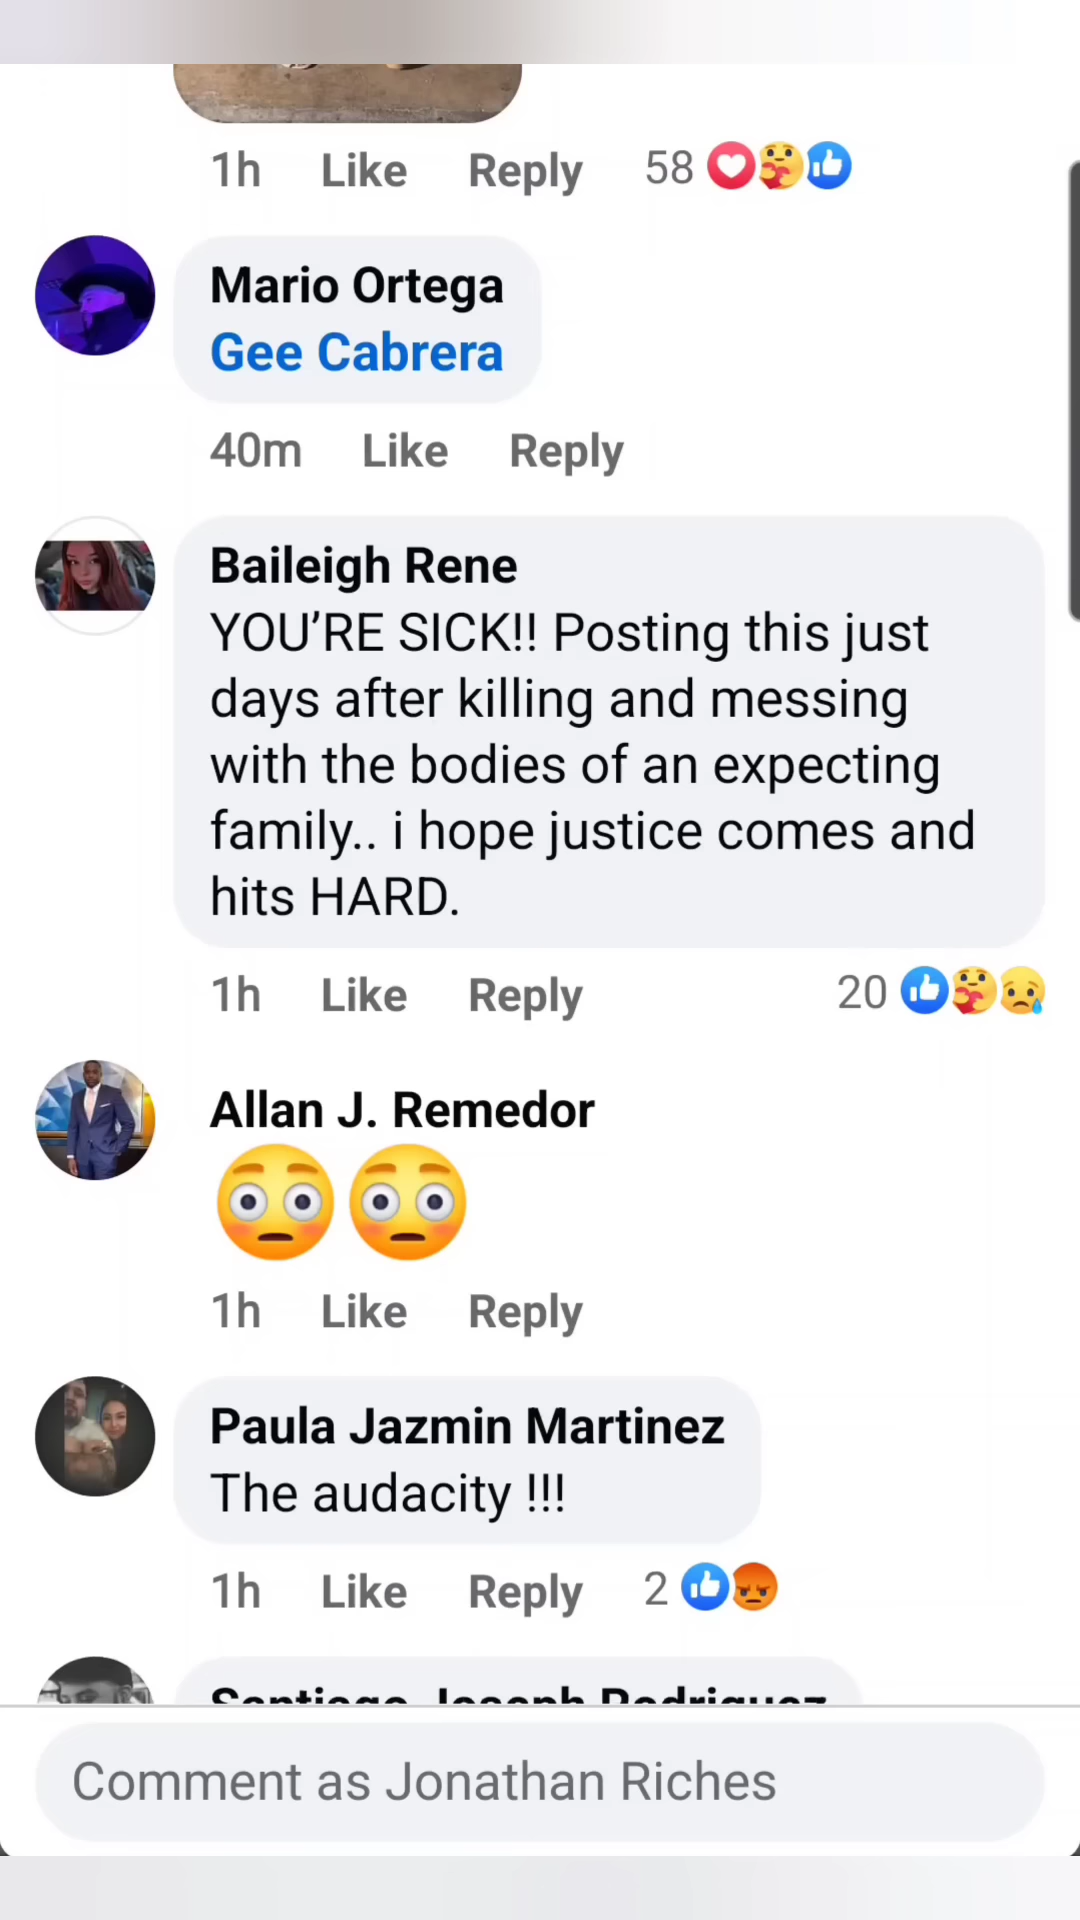 1h Like Reply 58
Mario Ortega
Gee Cabrera
40m Like Reply
Baileigh Rene
YOU’RE SICK!! Posting this just
days after killing and messing
with the bodies of an expecting
family.. i hope justice comes and
hits HARD.
1h Like Reply 20
Allan J. Remedor
1h Like Reply
Paula Jazmin Martinez
The audacity !!!
1h Like Reply 2
Santiago Joseph Rodriguez
Comment as Jonathan Riches